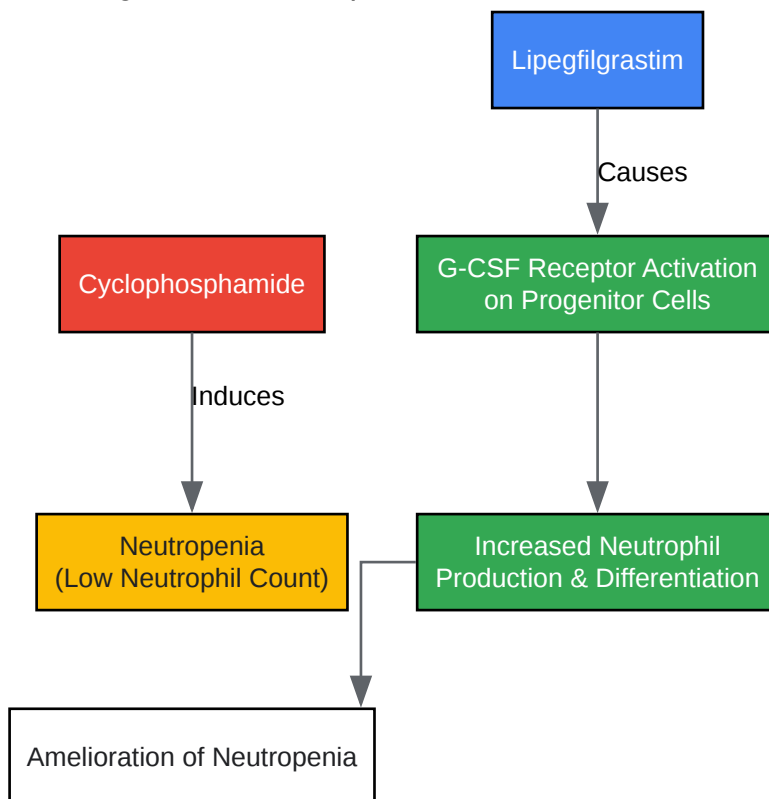 Lipegfilgrastim
Causes
Cyclophosphamide
G-CSF Receptor Activation
on Progenitor Cells
Induces
Neutropenia
(Low Neutrophil Count)
Increased Neutrophil
Production & Differentiation
Amelioration of Neutropenia